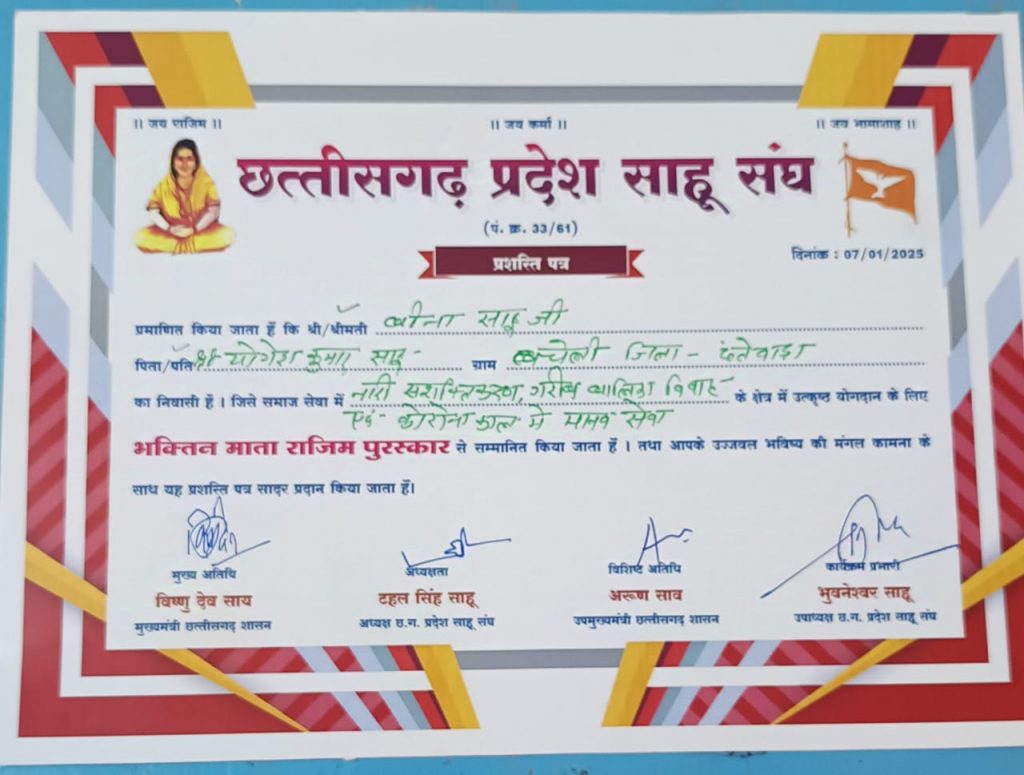 ।। जय राजिम ।। ।। जय कर्मा ।। ।। जय भामाशाह ।।
छत्तीसगढ़ प्रदेश साहू संघ
(पं. क्र. 33/61)
प्रशस्ति पत्र
दिनांक : 07/01/2025
प्रमाणित किया जाता हैं कि श्री/श्रीमती बीना साहू जी
पिता/पति श्री योगेश कुमार साहू - ग्राम बचेली जिला - दंतेवाड़ा
का निवासी हैं । जिसे समाज सेवा में नारी सशक्तिकरण, गरीब बालिका विवाह - के क्षेत्र में उत्कृष्ठ योगदान के लिए
एवं - कोरोना काल में मानव सेवा
भक्तिन माता राजिम पुरस्कार से सम्मानित किया जाता हैं । तथा आपके उज्जवल भविष्य की मंगल कामना के
साथ यह प्रशस्ति पत्र सादर प्रदान किया जाता हैं।
मुख्य अतिथि अध्यक्षता विशिष्ट अतिथि कार्यक्रम प्रभारी
विष्णु देव साय टहल सिंह साहू अरूण साव भुवनेश्वर साहू
मुख्यमंत्री छत्तीसगढ़ शासन अध्यक्ष छ.ग. प्रदेश साहू संघ उपमुख्यमंत्री छत्तीसगढ़ शासन उपाध्यक्ष छ.ग. प्रदेश साहू संघ